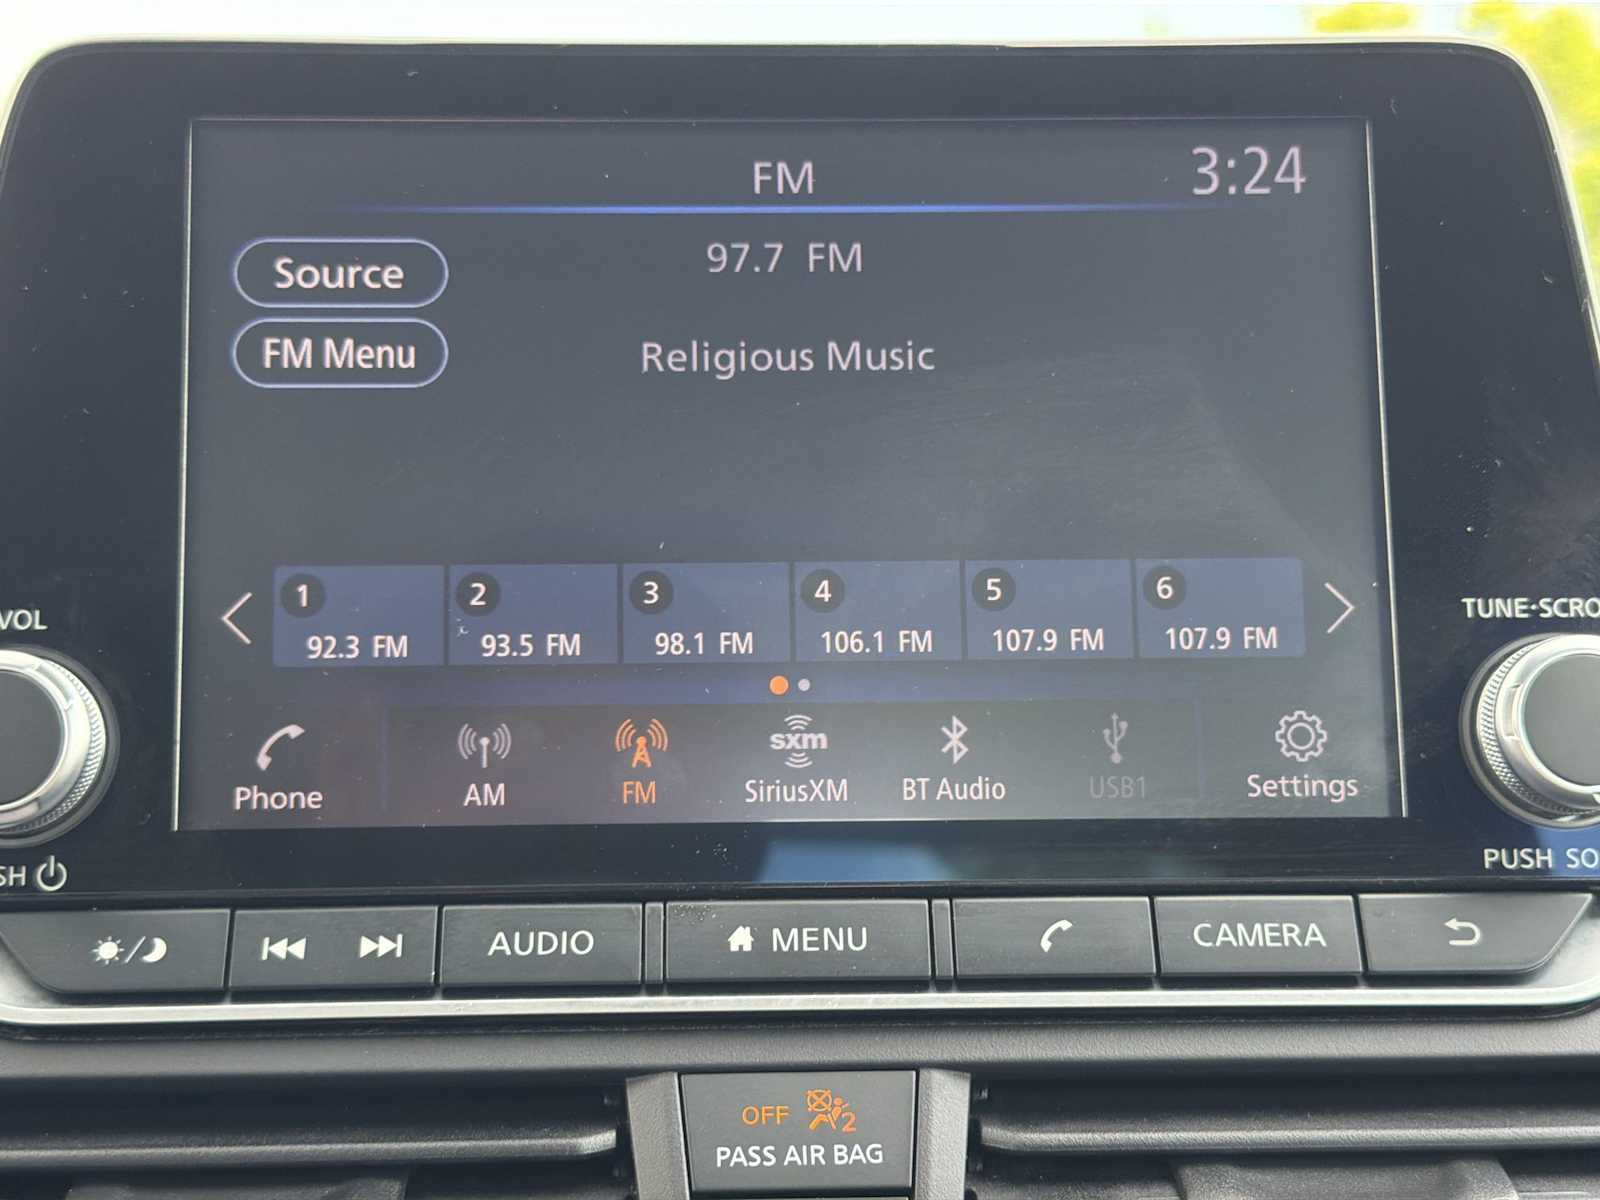 FM 3:24
Source 97.7 FM
FM Menu Religious Music
1 2 3 4 5 6
92.3 FM 93.5 FM 98.1 FM 106.1 FM 107.9 FM 107.9 FM
VOL
TUNE·SCRO
sxm
Phone AM FM SiriusXM BT Audio USB1 Settings
SH
PUSH SO
AUDIO MENU CAMERA
OFF 2
PASS AIR BAG